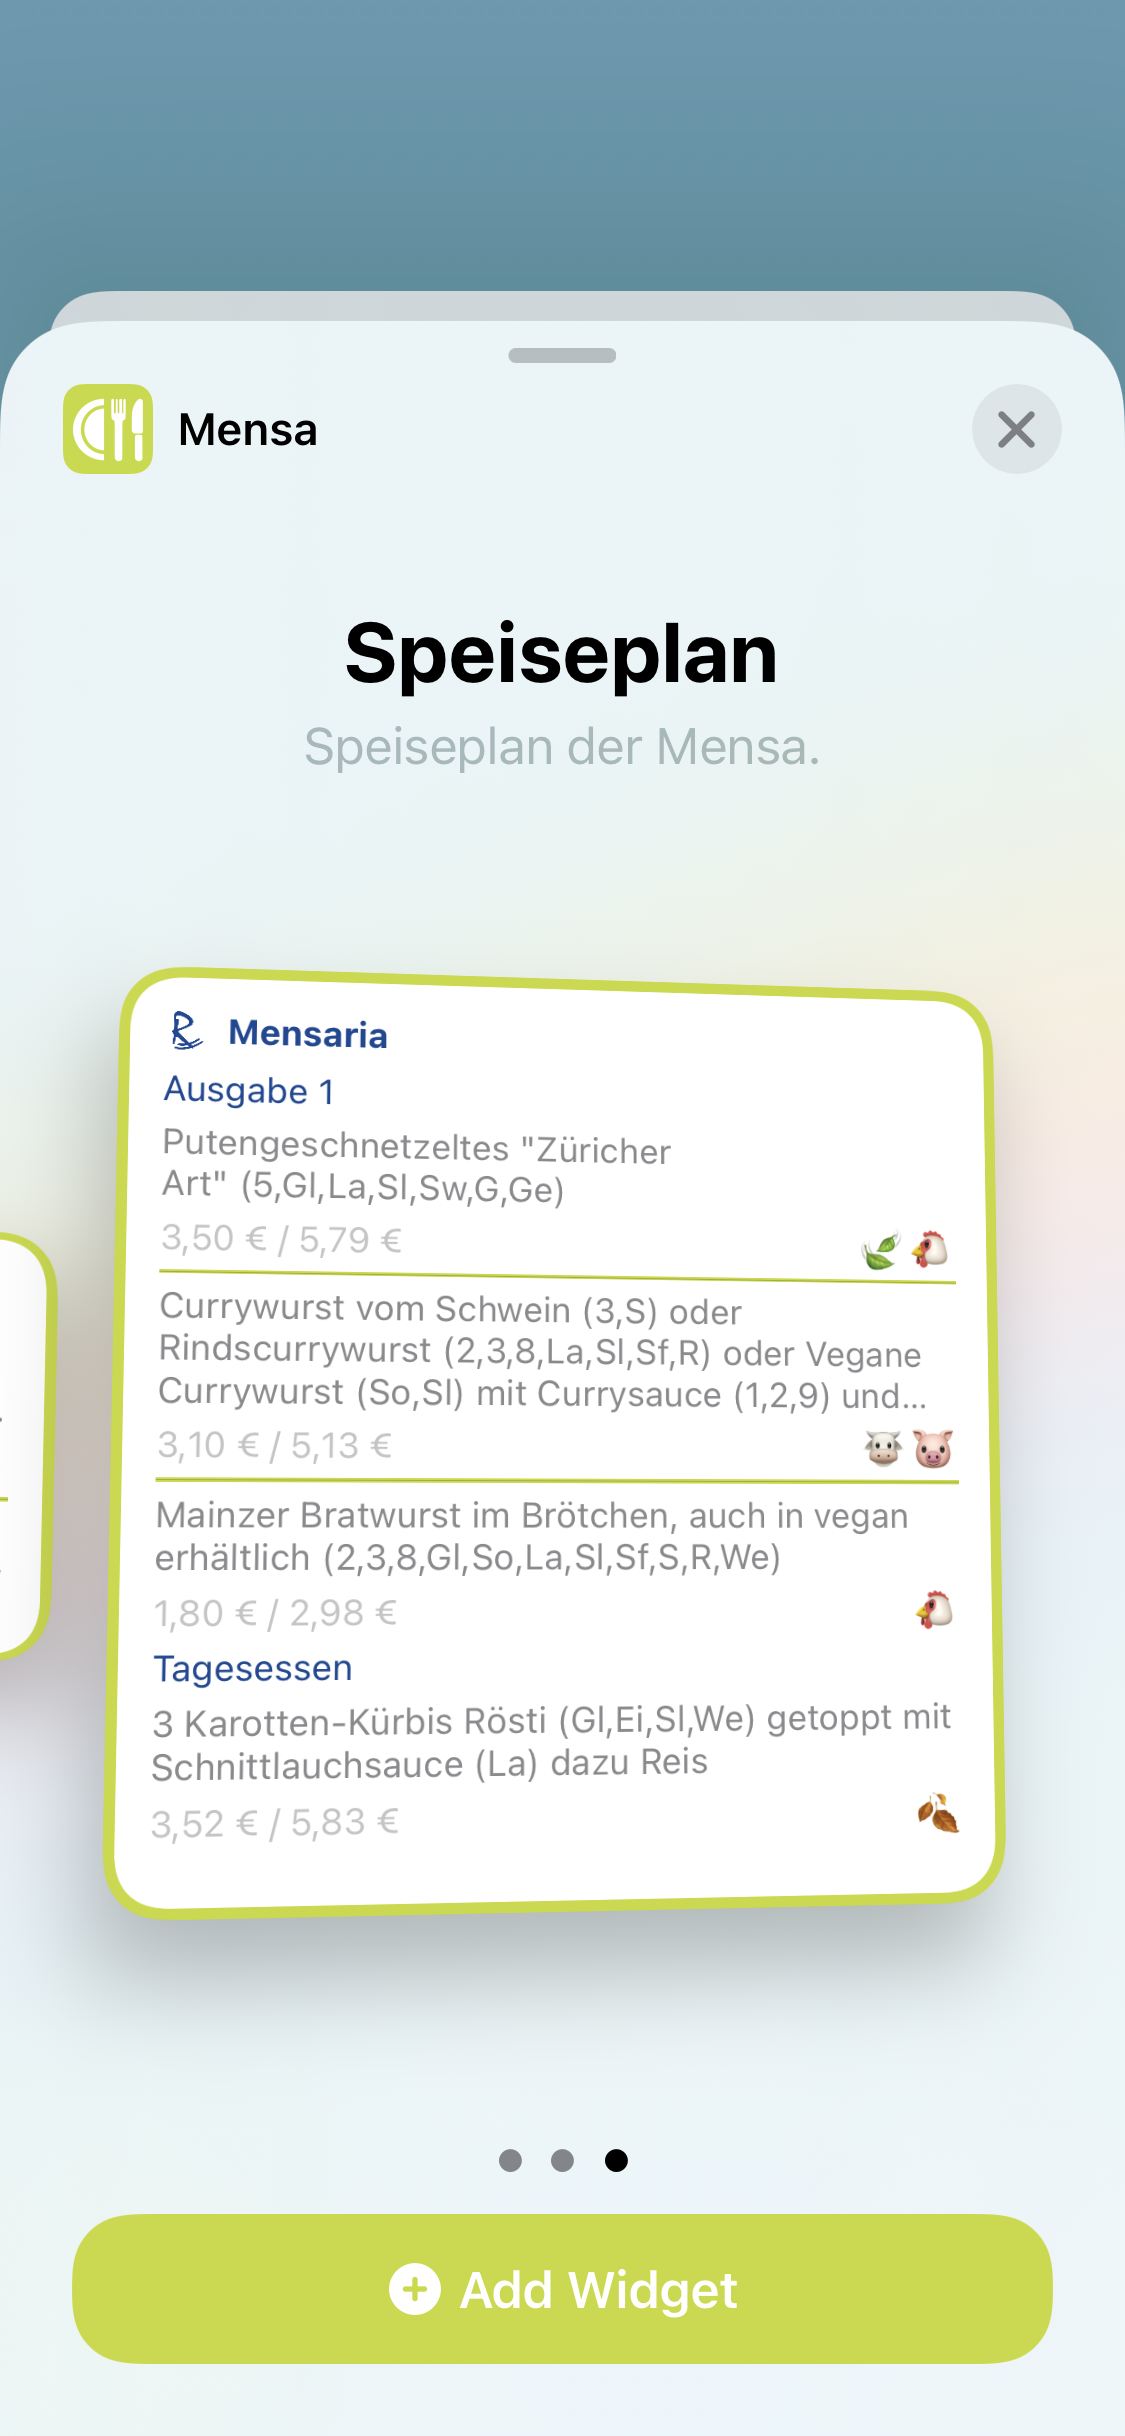 Mensa
Speiseplan
Speiseplan der Mensa.
Mensaria
Ausgabe 1
Putengeschnetzeltes "Züricher
Art" (5,Gl,La,Sl,Sw,G,Ge)
3,50 € / 5,79 €
Currywurst vom Schwein (3,S) oder
Rindscurrywurst (2,3,8,La,Sl,Sf,R) oder Vegane
Currywurst (So,Sl) mit Currysauce (1,2,9) und...
3,10 € / 5,13 €
Mainzer Bratwurst im Brötchen, auch in vegan
erhältlich (2,3,8,Gl,So,La,Sl,Sf,S,R,We)
1,80 € / 2,98 €
Tagesessen
3 Karotten-Kürbis Rösti (Gl,Ei,Sl,We) getoppt mit
Schnittlauchsauce (La) dazu Reis
3,52 € / 5,83 €
Add Widget